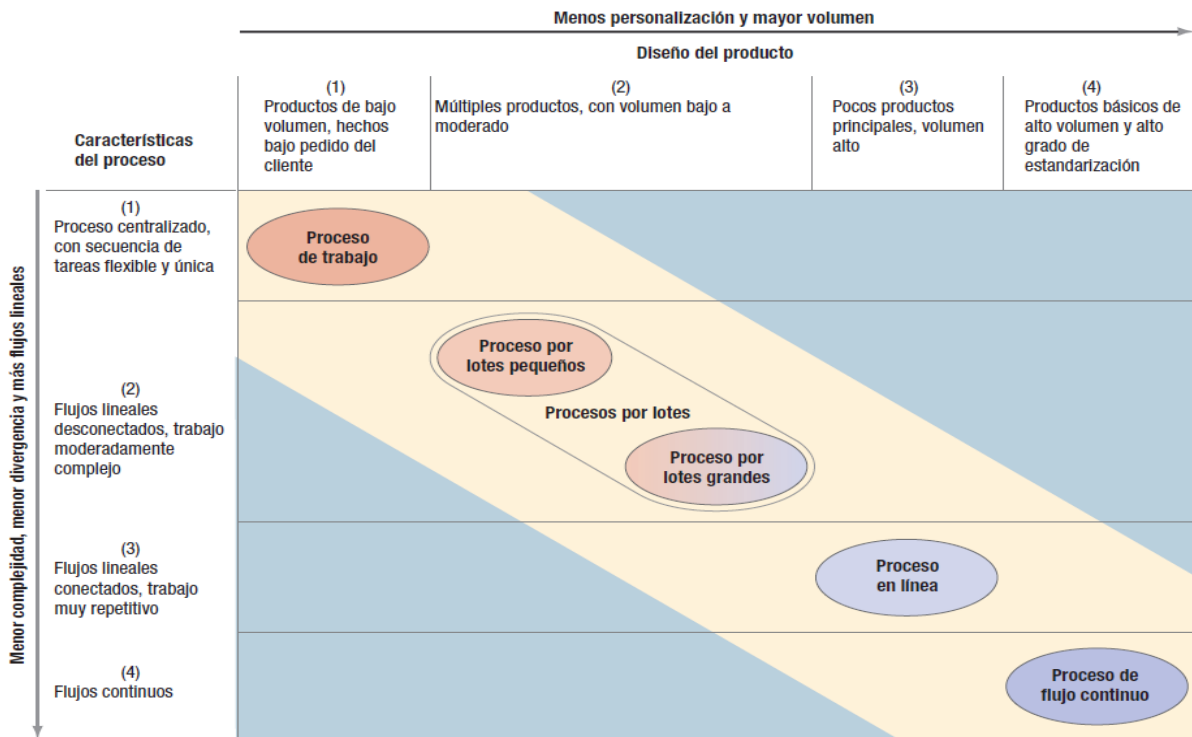 Menos personalización y mayor volumen
Diseño del producto
Características
del proceso
(1)
Productos de bajo
volumen, hechos
bajo pedido del
cliente
(2)
Múltiples productos, con volumen bajo a
moderado
(3)
Pocos productos
principales, volumen
alto
(4)
Productos básicos de
alto volumen y alto
grado de
estandarización
Menor complejidad, menor divergencia y más flujos lineales
(1)
Proceso centralizado,
con secuencia de
tareas flexible y única
Proceso
de trabajo
(2)
Flujos lineales
desconectados, trabajo
moderadamente
complejo
Proceso por
lotes pequeños
Procesos por lotes
Proceso por
lotes grandes
(3)
Flujos lineales
conectados, trabajo
muy repetitivo
Proceso
en línea
(4)
Flujos continuos
Proceso de
flujo continuo